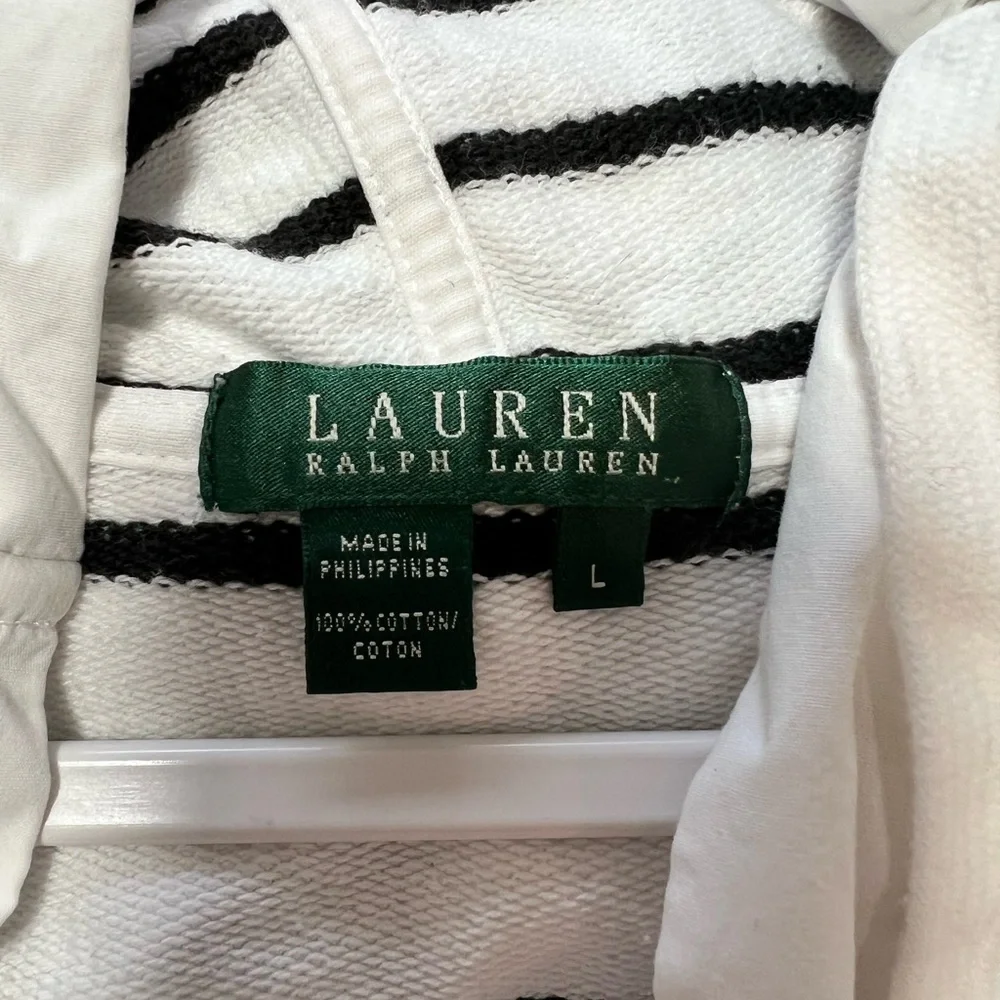 LAUREN
RALPH LAUREN
MADE IN
PHILIPPINES
100% COTTON/
COTON
L